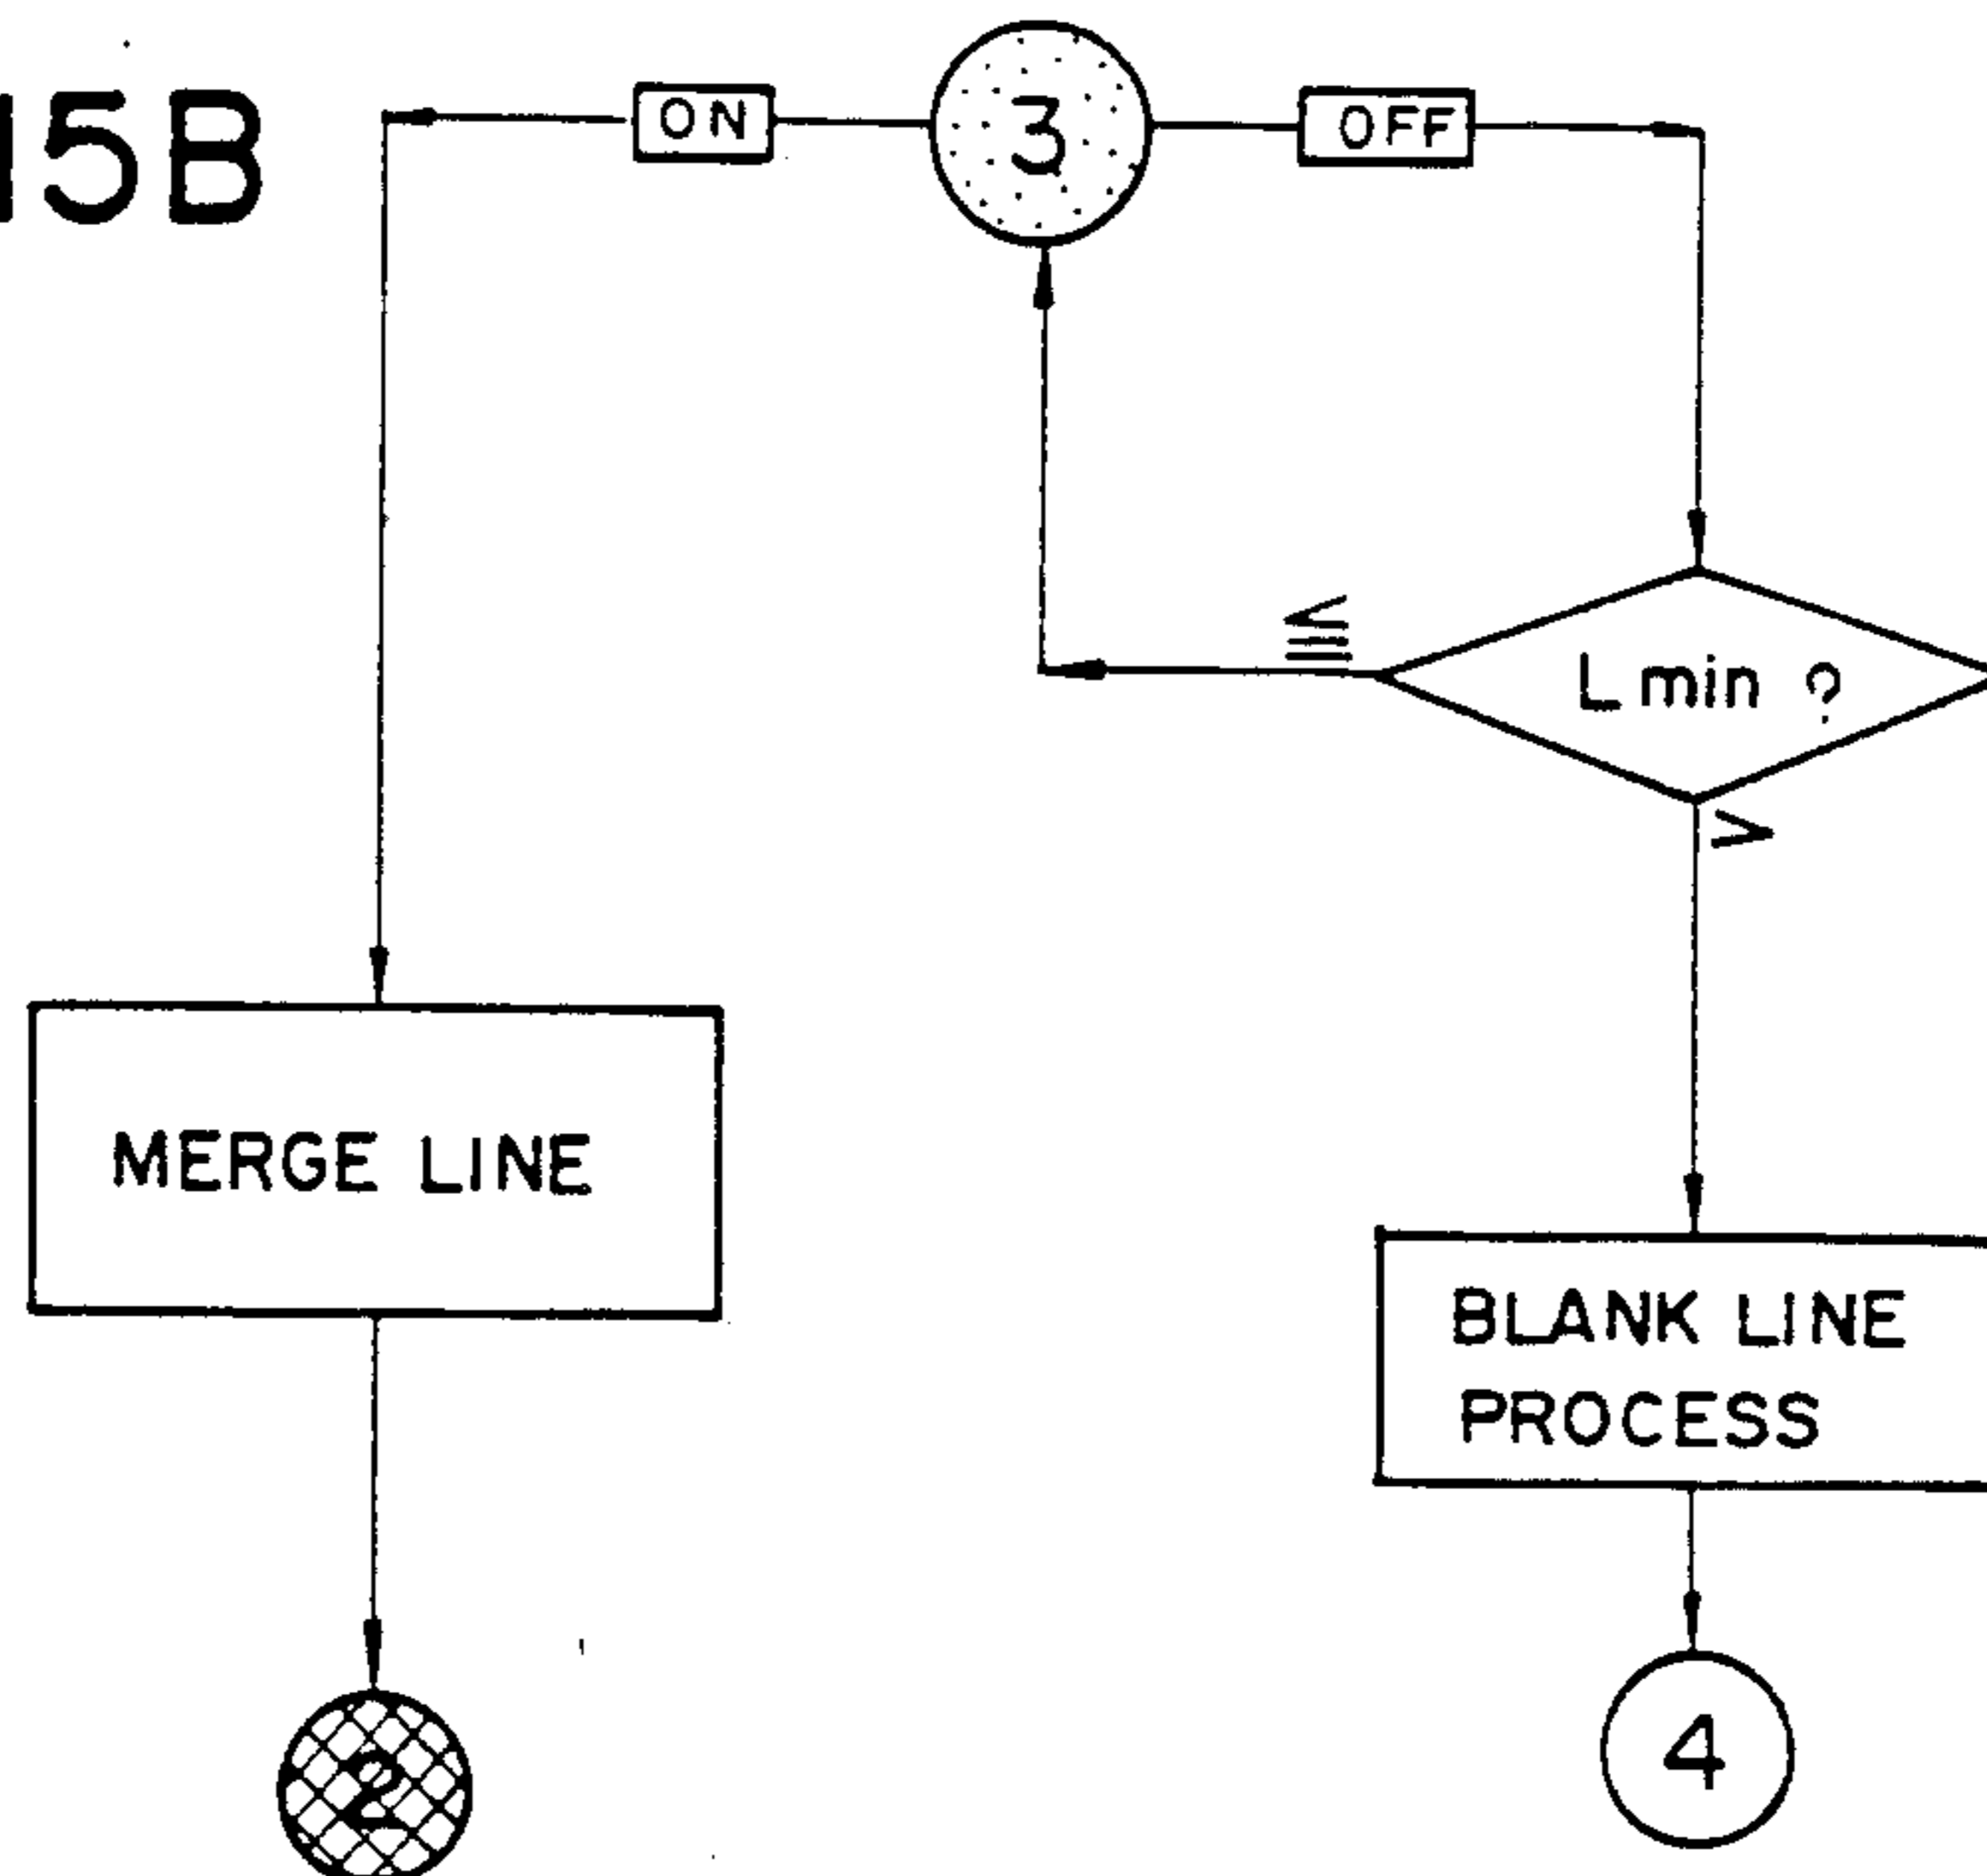 15B
ON
3
OFF
≦
Lmin ?
>
MERGE LINE
BLANK LINE
PROCESS
2
4